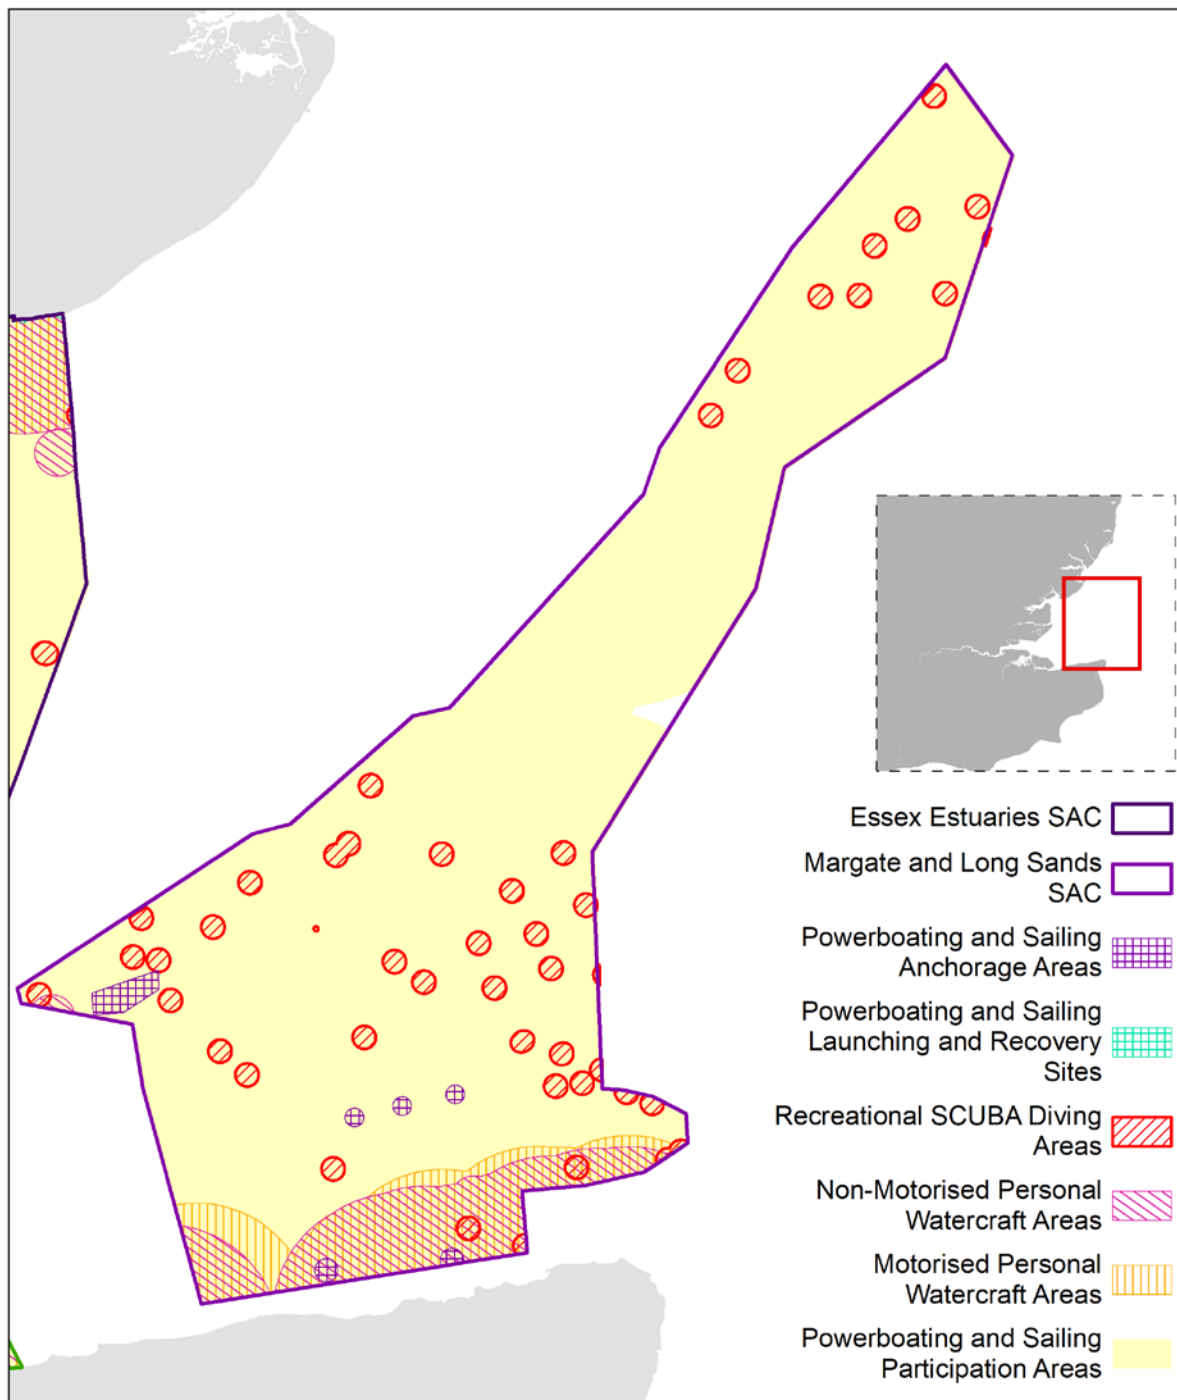 Essex Estuaries SAC
Margate and Long Sands
SAC
Powerboating and Sailing
Anchorage Areas
Powerboating and Sailing
Launching and Recovery
Sites
Recreational SCUBA Diving
Areas
Non-Motorised Personal
Watercraft Areas
Motorised Personal
Watercraft Areas
Powerboating and Sailing
Participation Areas